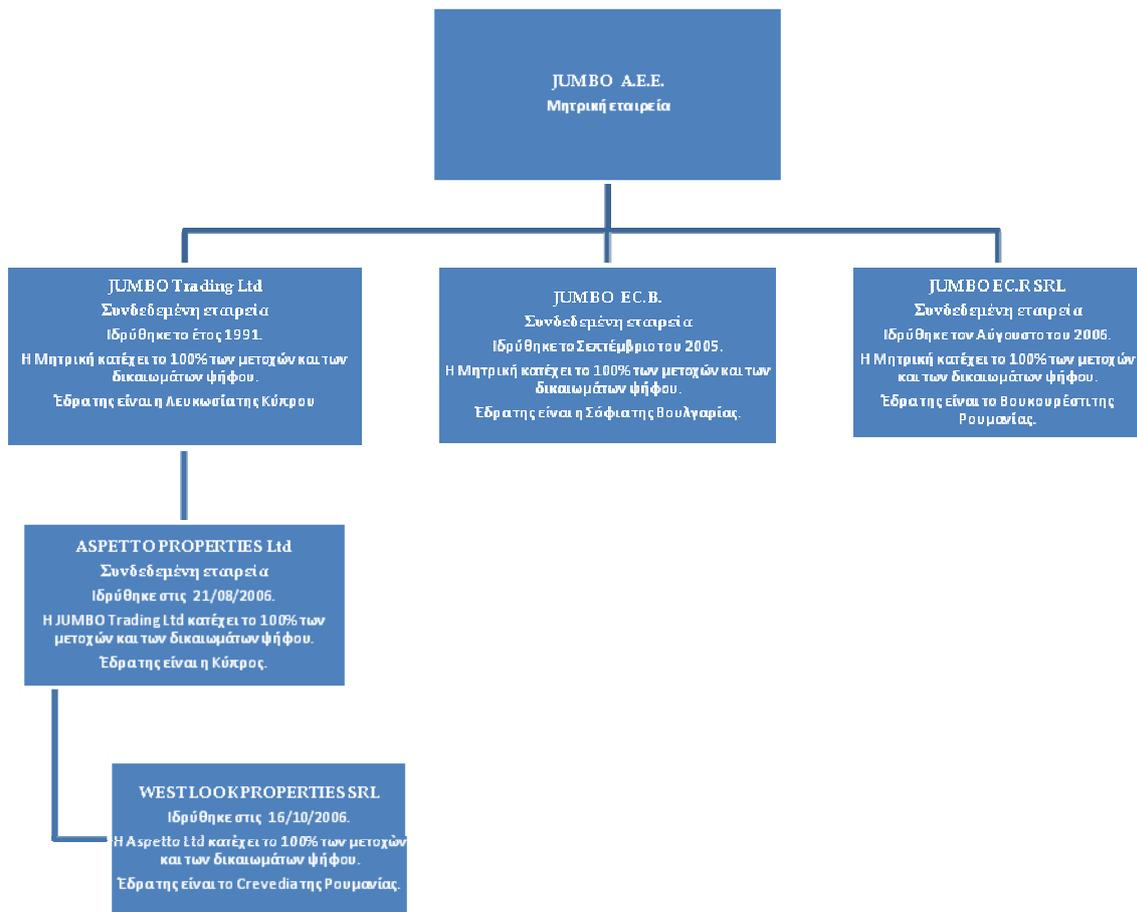 JUMBO A.E.E.
Μητρική εταιρεία
JUMBO Trading Ltd
Συνδεδεμένη εταιρεία
Ιδρύθηκε το έτος 1991.
Η Μητρική κατέχει το 100% των μετοχών και των
δικαιωμάτων ψήφου.
Έδρα της είναι η Λευκωσία της Κύπρου
JUMBO EC.B.
Συνδεδεμένη εταιρεία
Ιδρύθηκε το Σεπτέμβριο του 2005.
Η Μητρική κατέχει το 100% των μετοχών και των
δικαιωμάτων ψήφου.
Έδρα της είναι η Σόφια της Βουλγαρίας.
JUMBO EC.R SRL
Συνδεδεμένη εταιρεία
Ιδρύθηκε τον Αύγουστο του 2006.
Η Μητρική κατέχει το 100% των μετοχών
και των δικαιωμάτων ψήφου.
Έδρα της είναι το Βουκουρέστι της
Ρουμανίας.
ASPETTO PROPERTIES Ltd
Συνδεδεμένη εταιρεία
Ιδρύθηκε στις 21/08/2006.
Η JUMBO Trading Ltd κατέχει το 100% των
μετοχών και των δικαιωμάτων ψήφου.
Έδρα της είναι η Κύπρος.
WEST LOOK PROPERTIES SRL
Ιδρύθηκε στις 16/10/2006.
Η Aspetto Ltd κατέχει το 100% των μετοχών
και των δικαιωμάτων ψήφου.
Έδρα της είναι το Crevedia της Ρουμανίας.